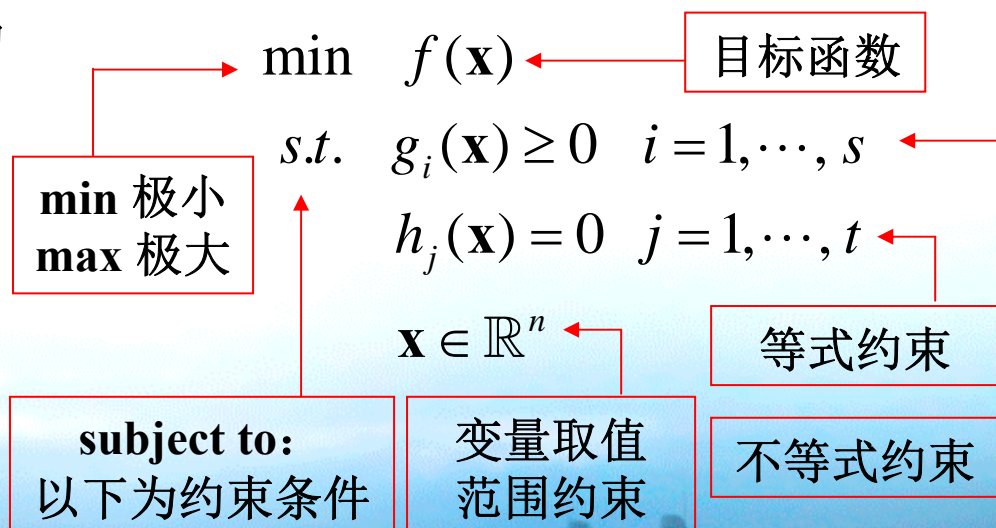 min f(x)
目标函数
s.t. g_i(x) ≥ 0 i = 1,⋯, s
min 极小
max 极大
h_j(x) = 0 j = 1,⋯, t
x ∈ ℝ^n
等式约束
subject to:
以下为约束条件
变量取值
范围约束
不等式约束